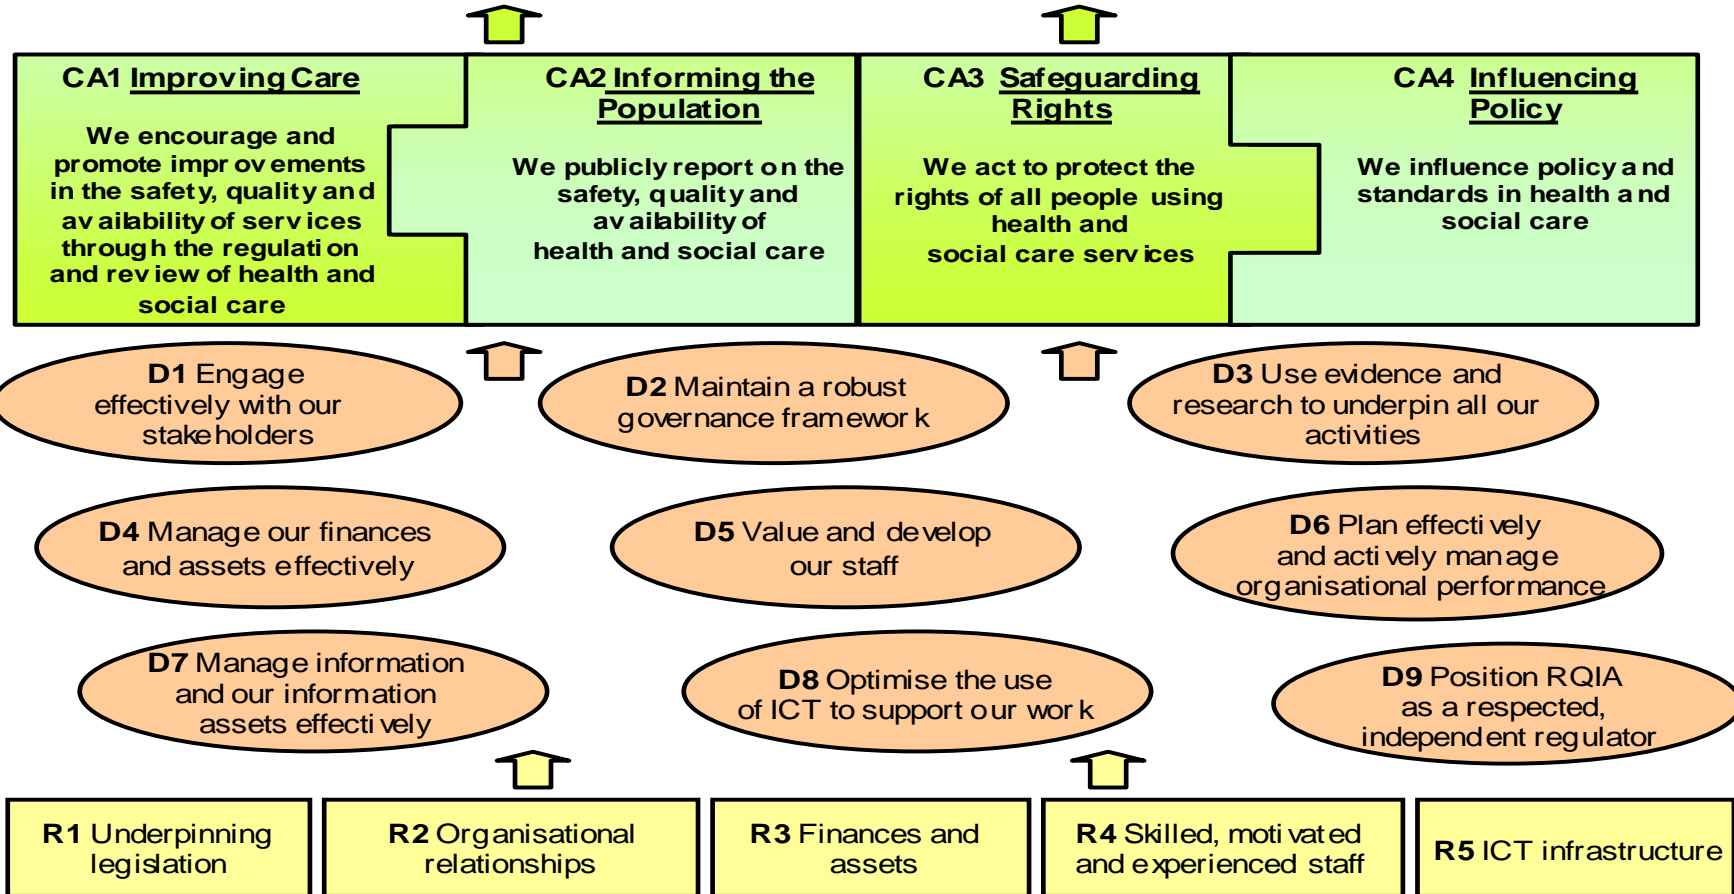 CA1 Improving Care
We encourage and
promote improvements
in the safety, quality and
availability of services
through the regulation
and review of health and
social care
CA2 Informing the
Population
We publicly report on the
safety, quality and
availability of
health and social care
CA3 Safeguarding
Rights
We act to protect the
rights of all people using
health and
social care services
CA4 Influencing
Policy
We influence policy and
standards in health and
social care
D1 Engage
effectively with our
stakeholders
D2 Maintain a robust
governance framework
D3 Use evidence and
research to underpin all our
activities
D4 Manage our finances
and assets effectively
D5 Value and develop
our staff
D6 Plan effectively
and actively manage
organisational performance
D7 Manage information
and our information
assets effectively
D8 Optimise the use
of ICT to support our work
D9 Position RQIA
as a respected,
independent regulator
R1 Underpinning
legislation
R2 Organisational
relationships
R3 Finances and
assets
R4 Skilled, motivated
and experienced staff
R5 ICT infrastructure